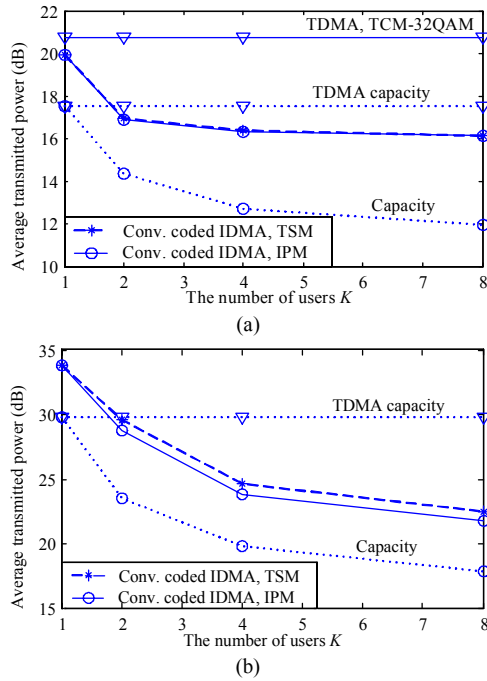 22
20
18
16
14
12
10
Average transmitted power (dB)
TDMA, TCM-32QAM
TDMA capacity
Capacity
Conv. coded IDMA, TSM
Conv. coded IDMA, IPM
1 2 3 4 5 6 7 8
The number of users K
(a)
35
30
25
20
15
Average transmitted power (dB)
TDMA capacity
Capacity
Conv. coded IDMA, TSM
Conv. coded IDMA, IPM
1 2 3 4 5 6 7 8
The number of users K
(b)